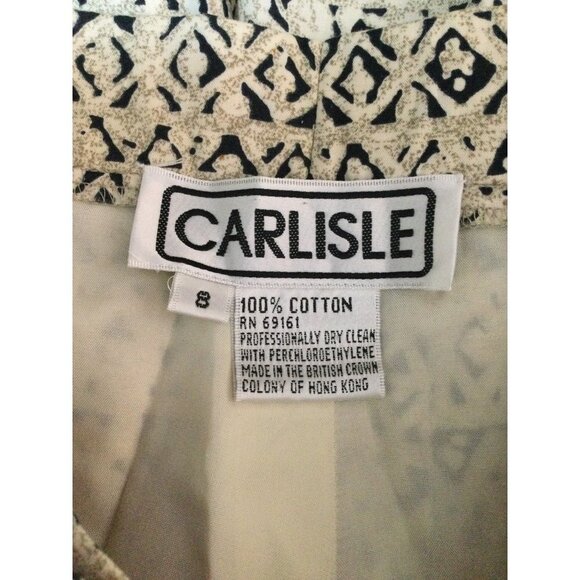 CARLISLE
8
100% COTTON
RN 69161
PROFESSIONALLY DRY CLEAN
WITH PERCHLOROETHYLENE
MADE IN THE BRITISH CROWN
COLONY OF HONG KONG